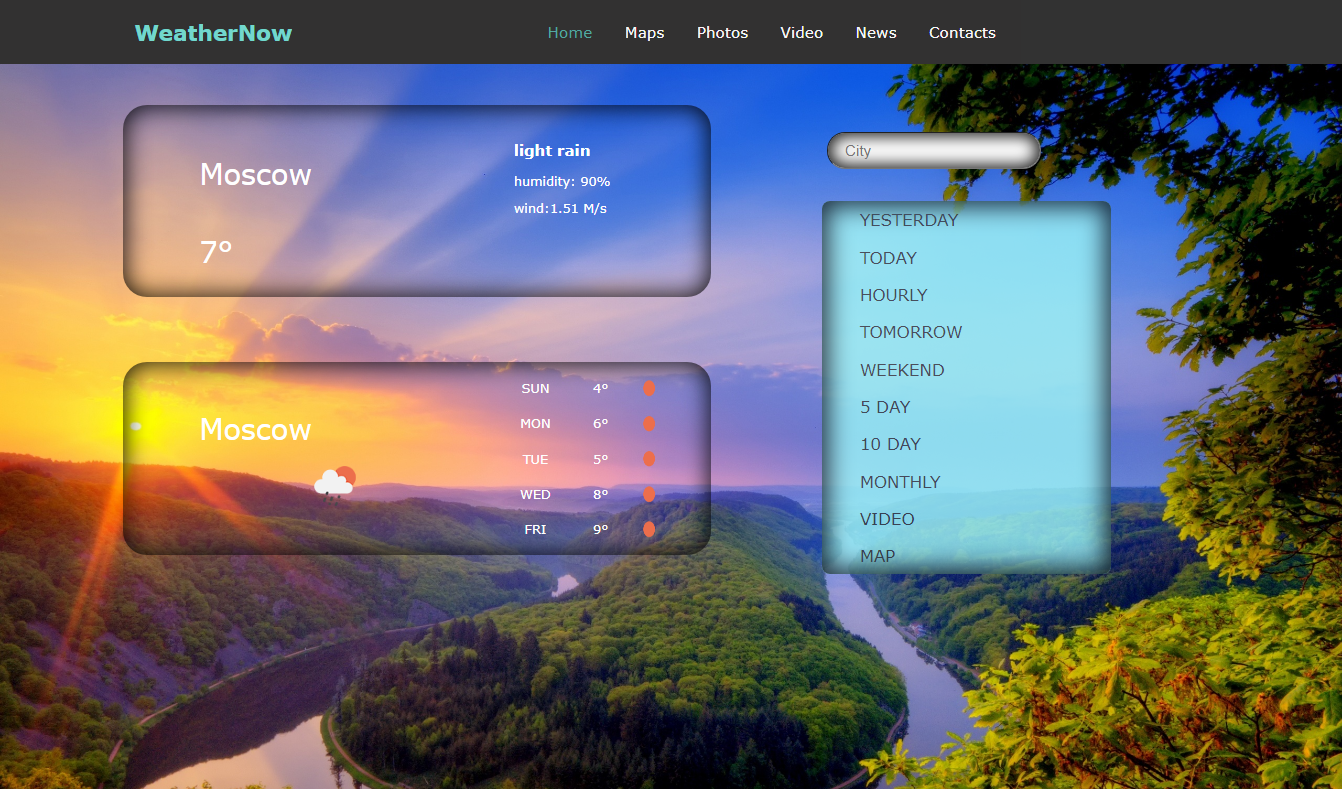 WeatherNow
Home Maps Photos Video News Contacts
Moscow
7°
light rain
humidity: 90%
wind:1.51 M/s
City
Moscow
SUN 4°
MON 6°
TUE 5°
WED 8°
FRI 9°
YESTERDAY
TODAY
HOURLY
TOMORROW
WEEKEND
5 DAY
10 DAY
MONTHLY
VIDEO
MAP